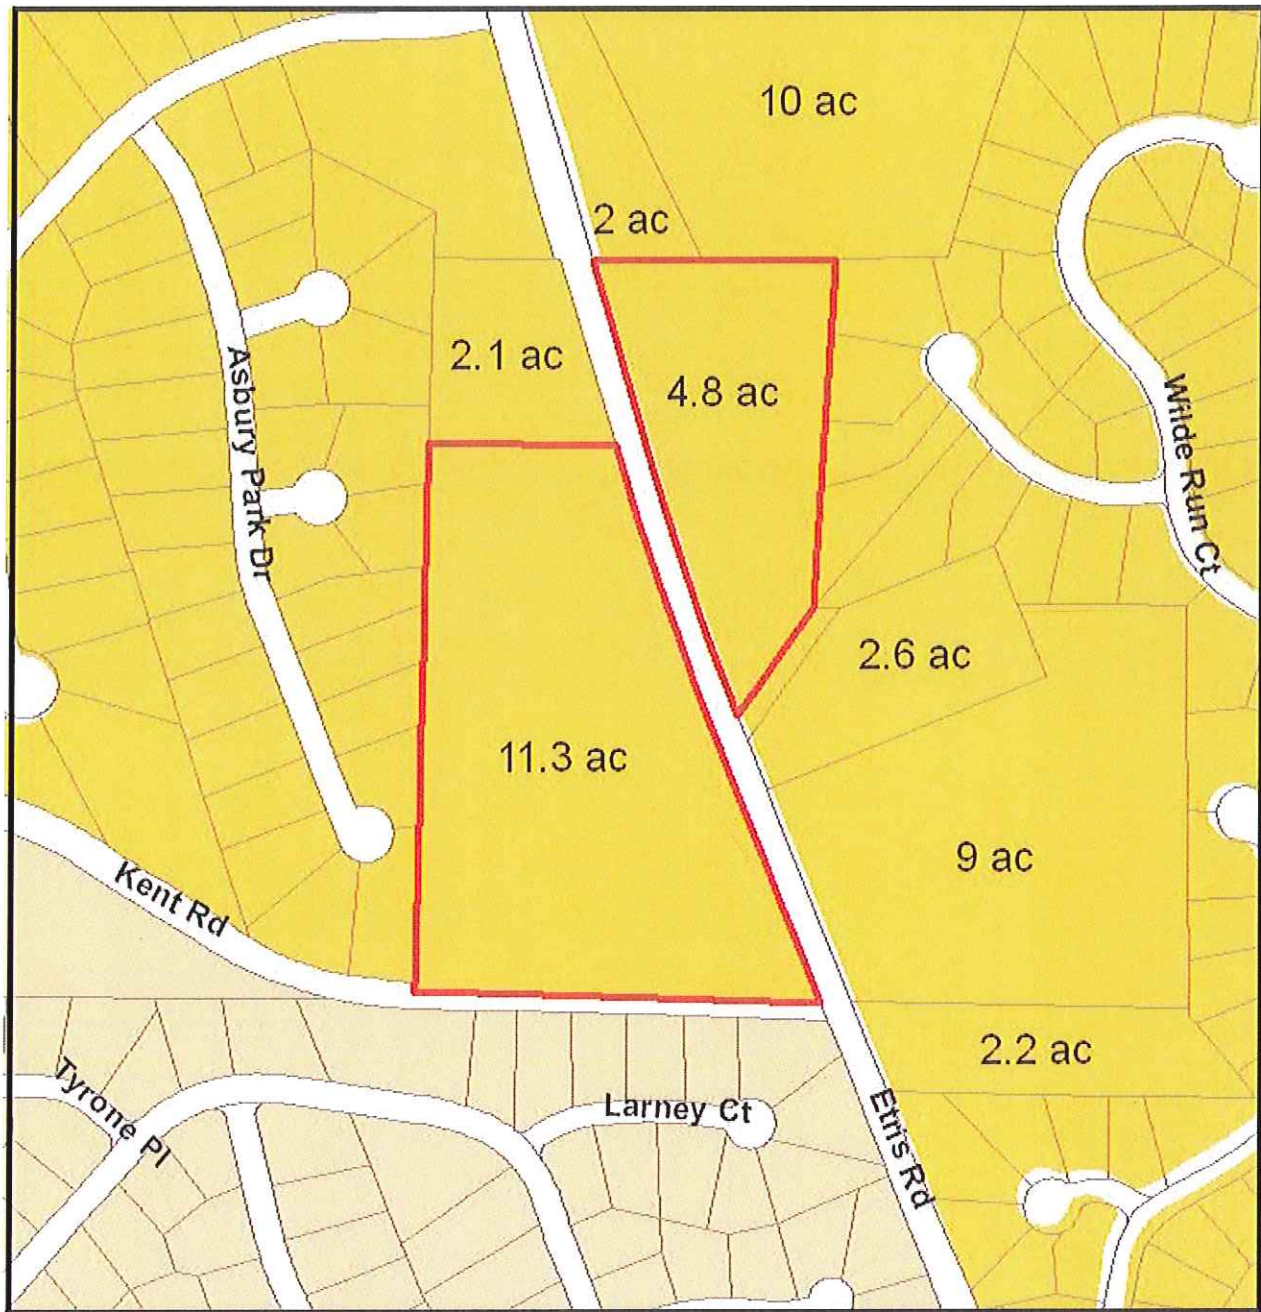 10 ac
2 ac
2.1 ac
4.8 ac
Asbury Park Dr
Wilde Run Ct
2.6 ac
11.3 ac
9 ac
Kent Rd
2.2 ac
Tyrone Pl
Larney Ct
Etris Rd